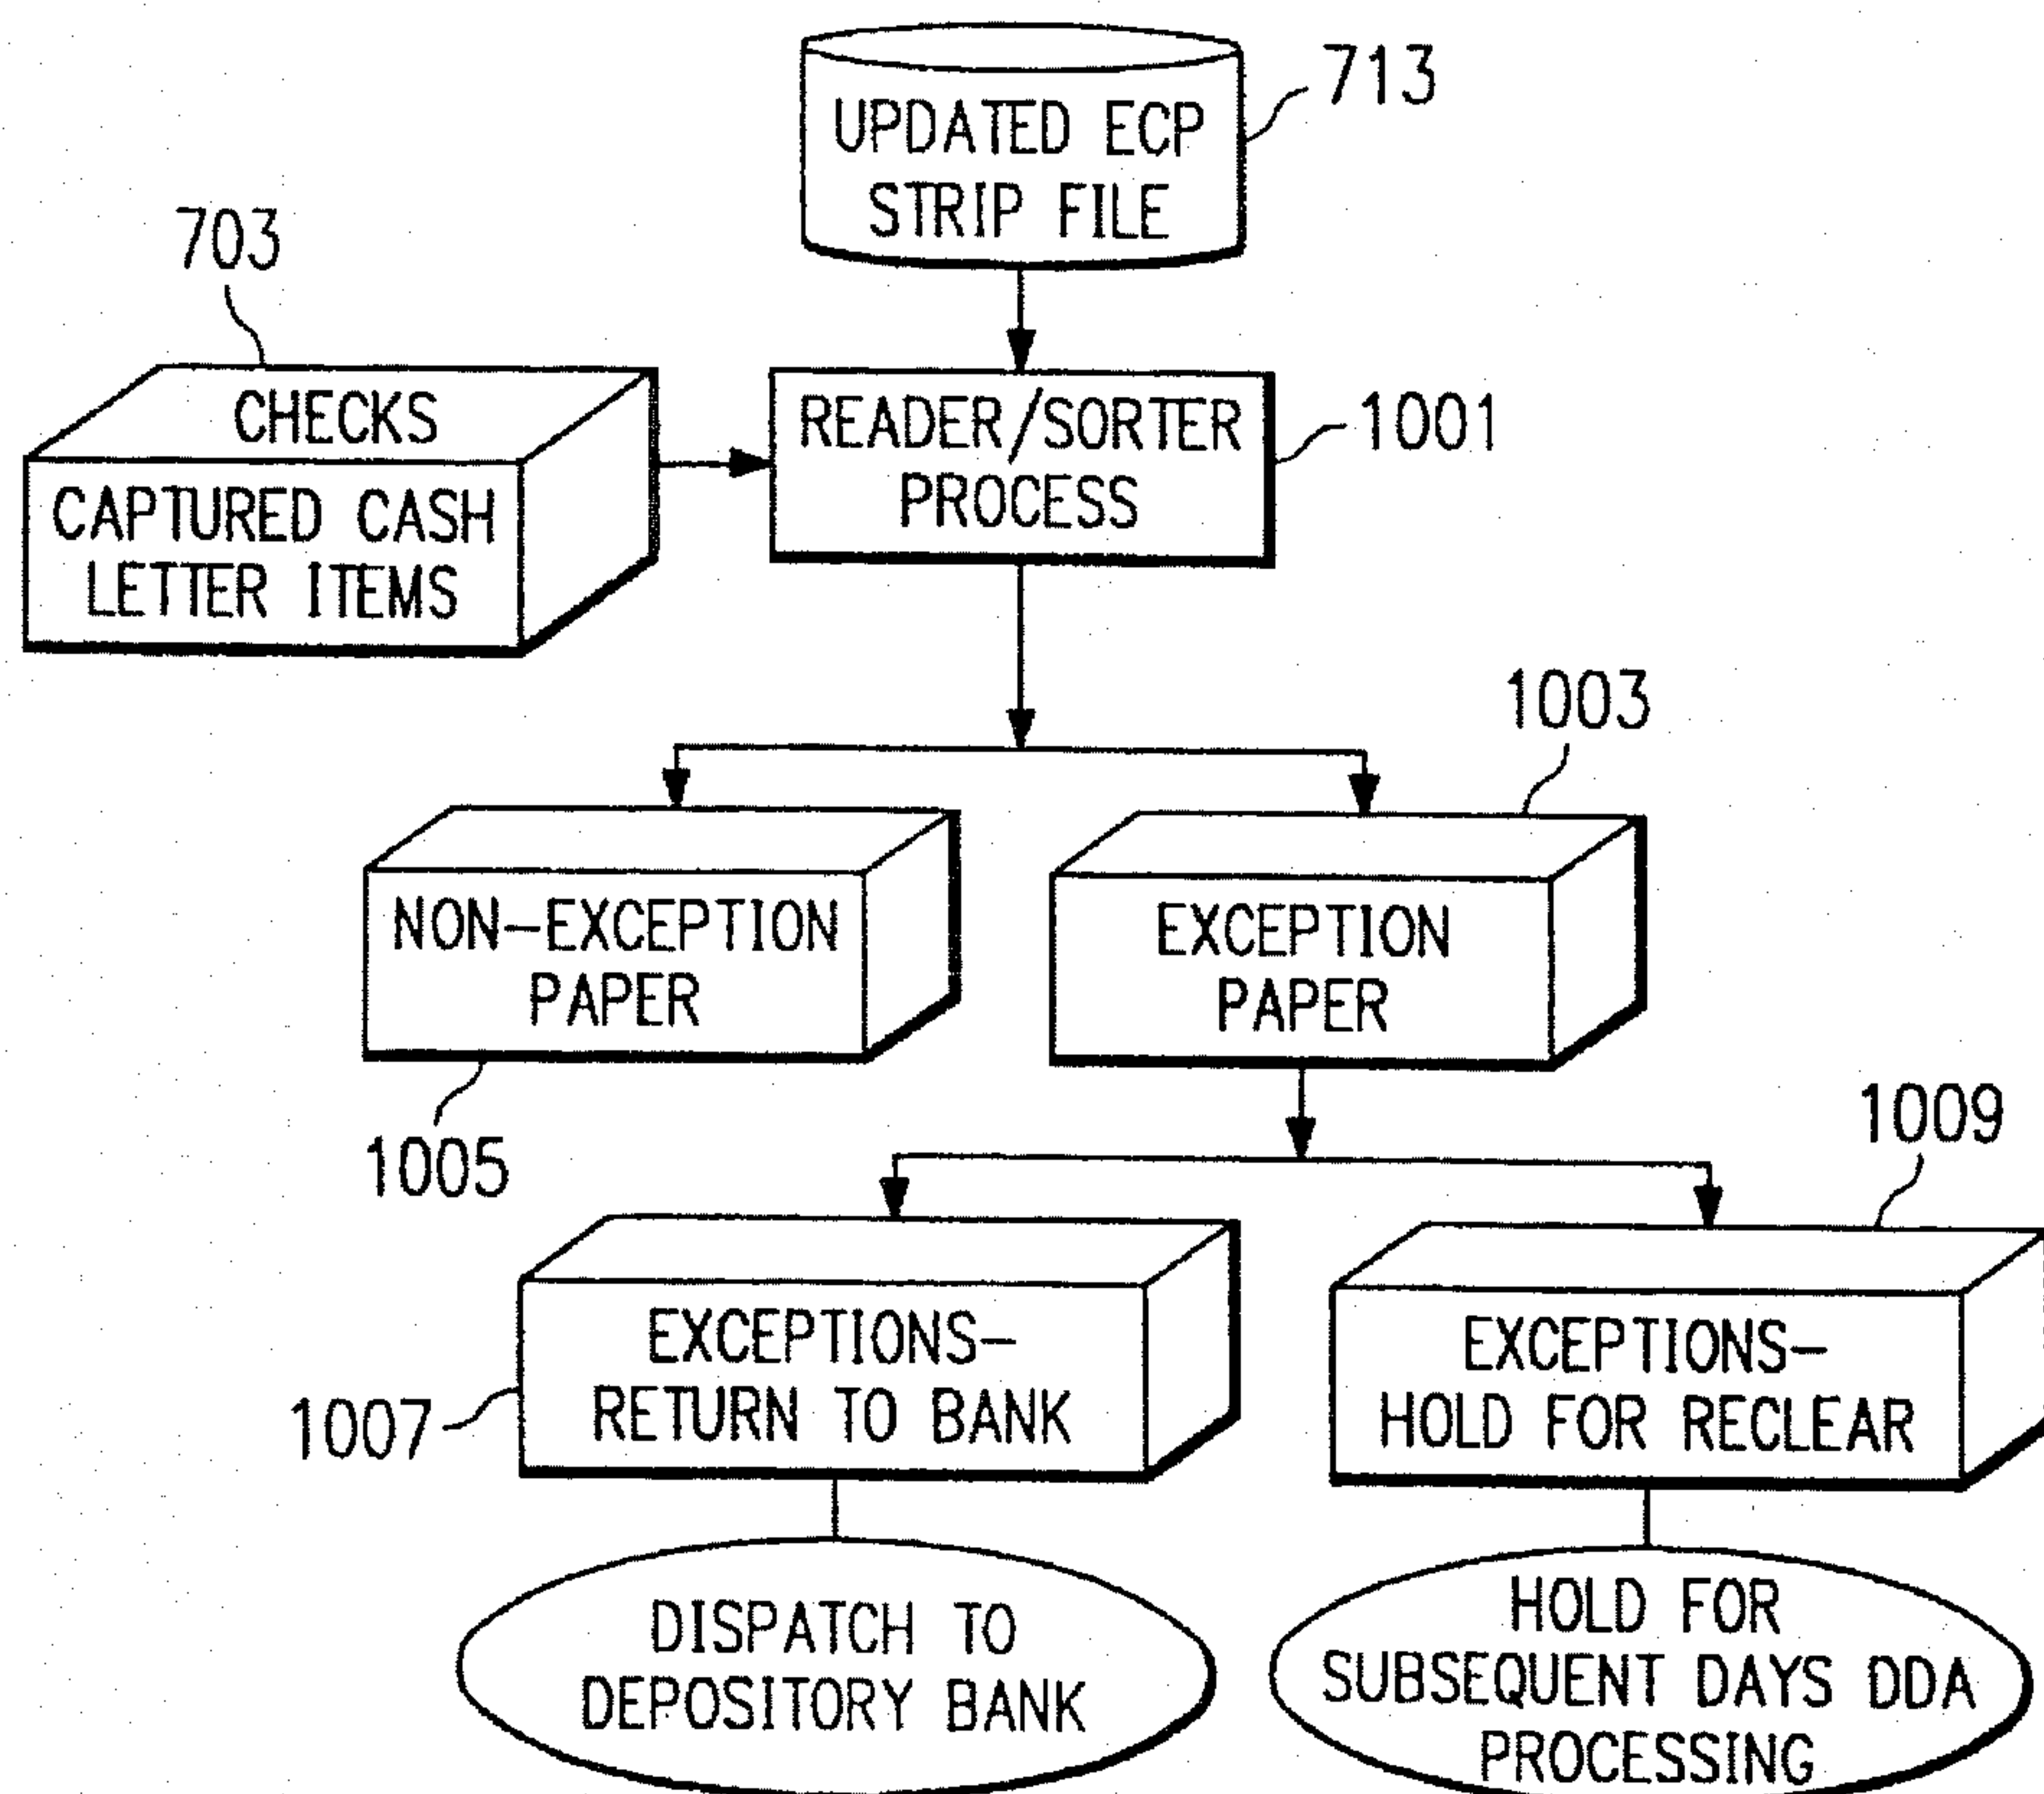 713
UPDATED ECP
STRIP FILE
703
CHECKS
CAPTURED CASH
LETTER ITEMS
READER/SORTER
PROCESS
1001
1003
NON-EXCEPTION
PAPER
EXCEPTION
PAPER
1005
1009
EXCEPTIONS-
RETURN TO BANK
1007
EXCEPTIONS-
HOLD FOR RECLEAR
DISPATCH TO
DEPOSITORY BANK
HOLD FOR
SUBSEQUENT DAYS DDA
PROCESSING